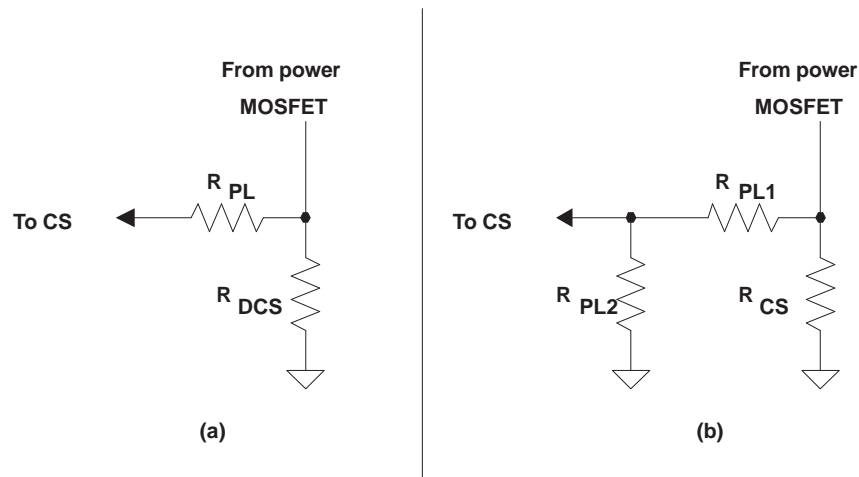 From power
MOSFET
R PL
To CS
R DCS
(a)
From power
MOSFET
R PL1
To CS
R PL2
R CS
(b)